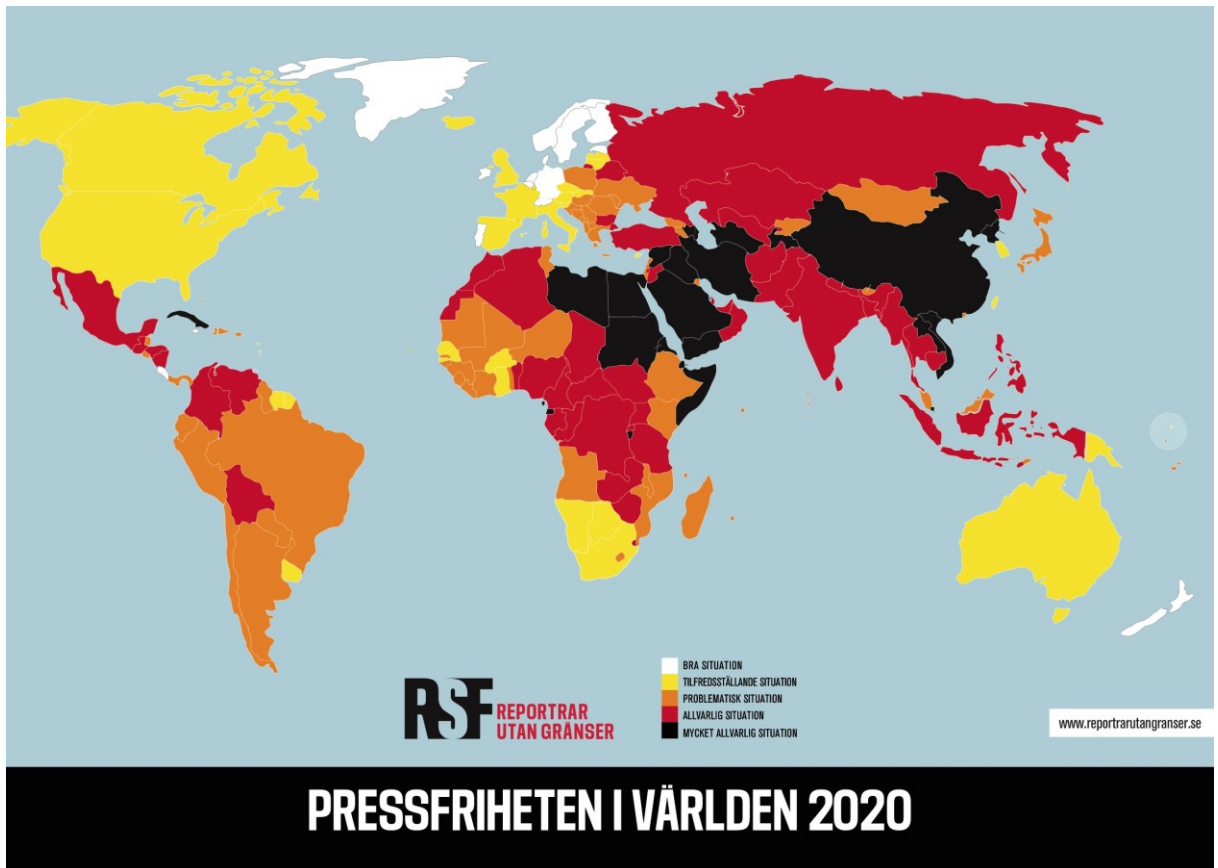 RSF REPORTRAR
UTAN GRÄNSER
BRA SITUATION
TILFREDSSTÄLLANDE SITUATION
PROBLEMATISK SITUATION
ALLVARLIG SITUATION
MYCKET ALLVARLIG SITUATION
www.reportrarutangranser.se
PRESSFRIHETEN I VÄRLDEN 2020